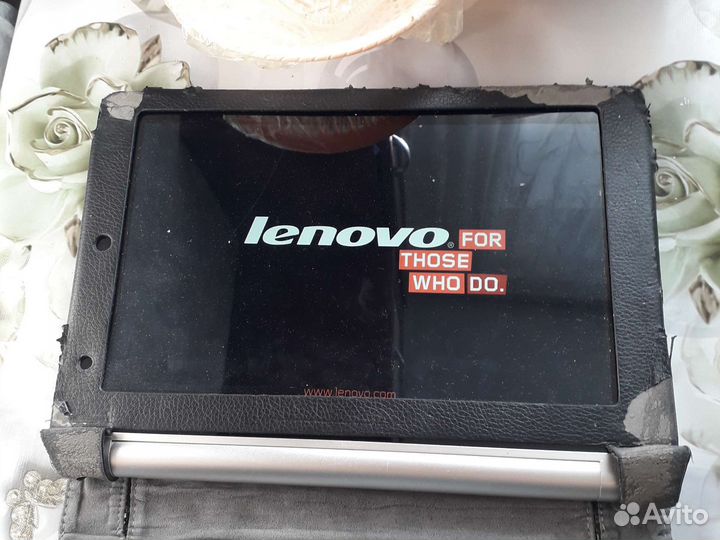 lenovo® FOR
THOSE
WHO DO.
www.lenovo.com
Avito